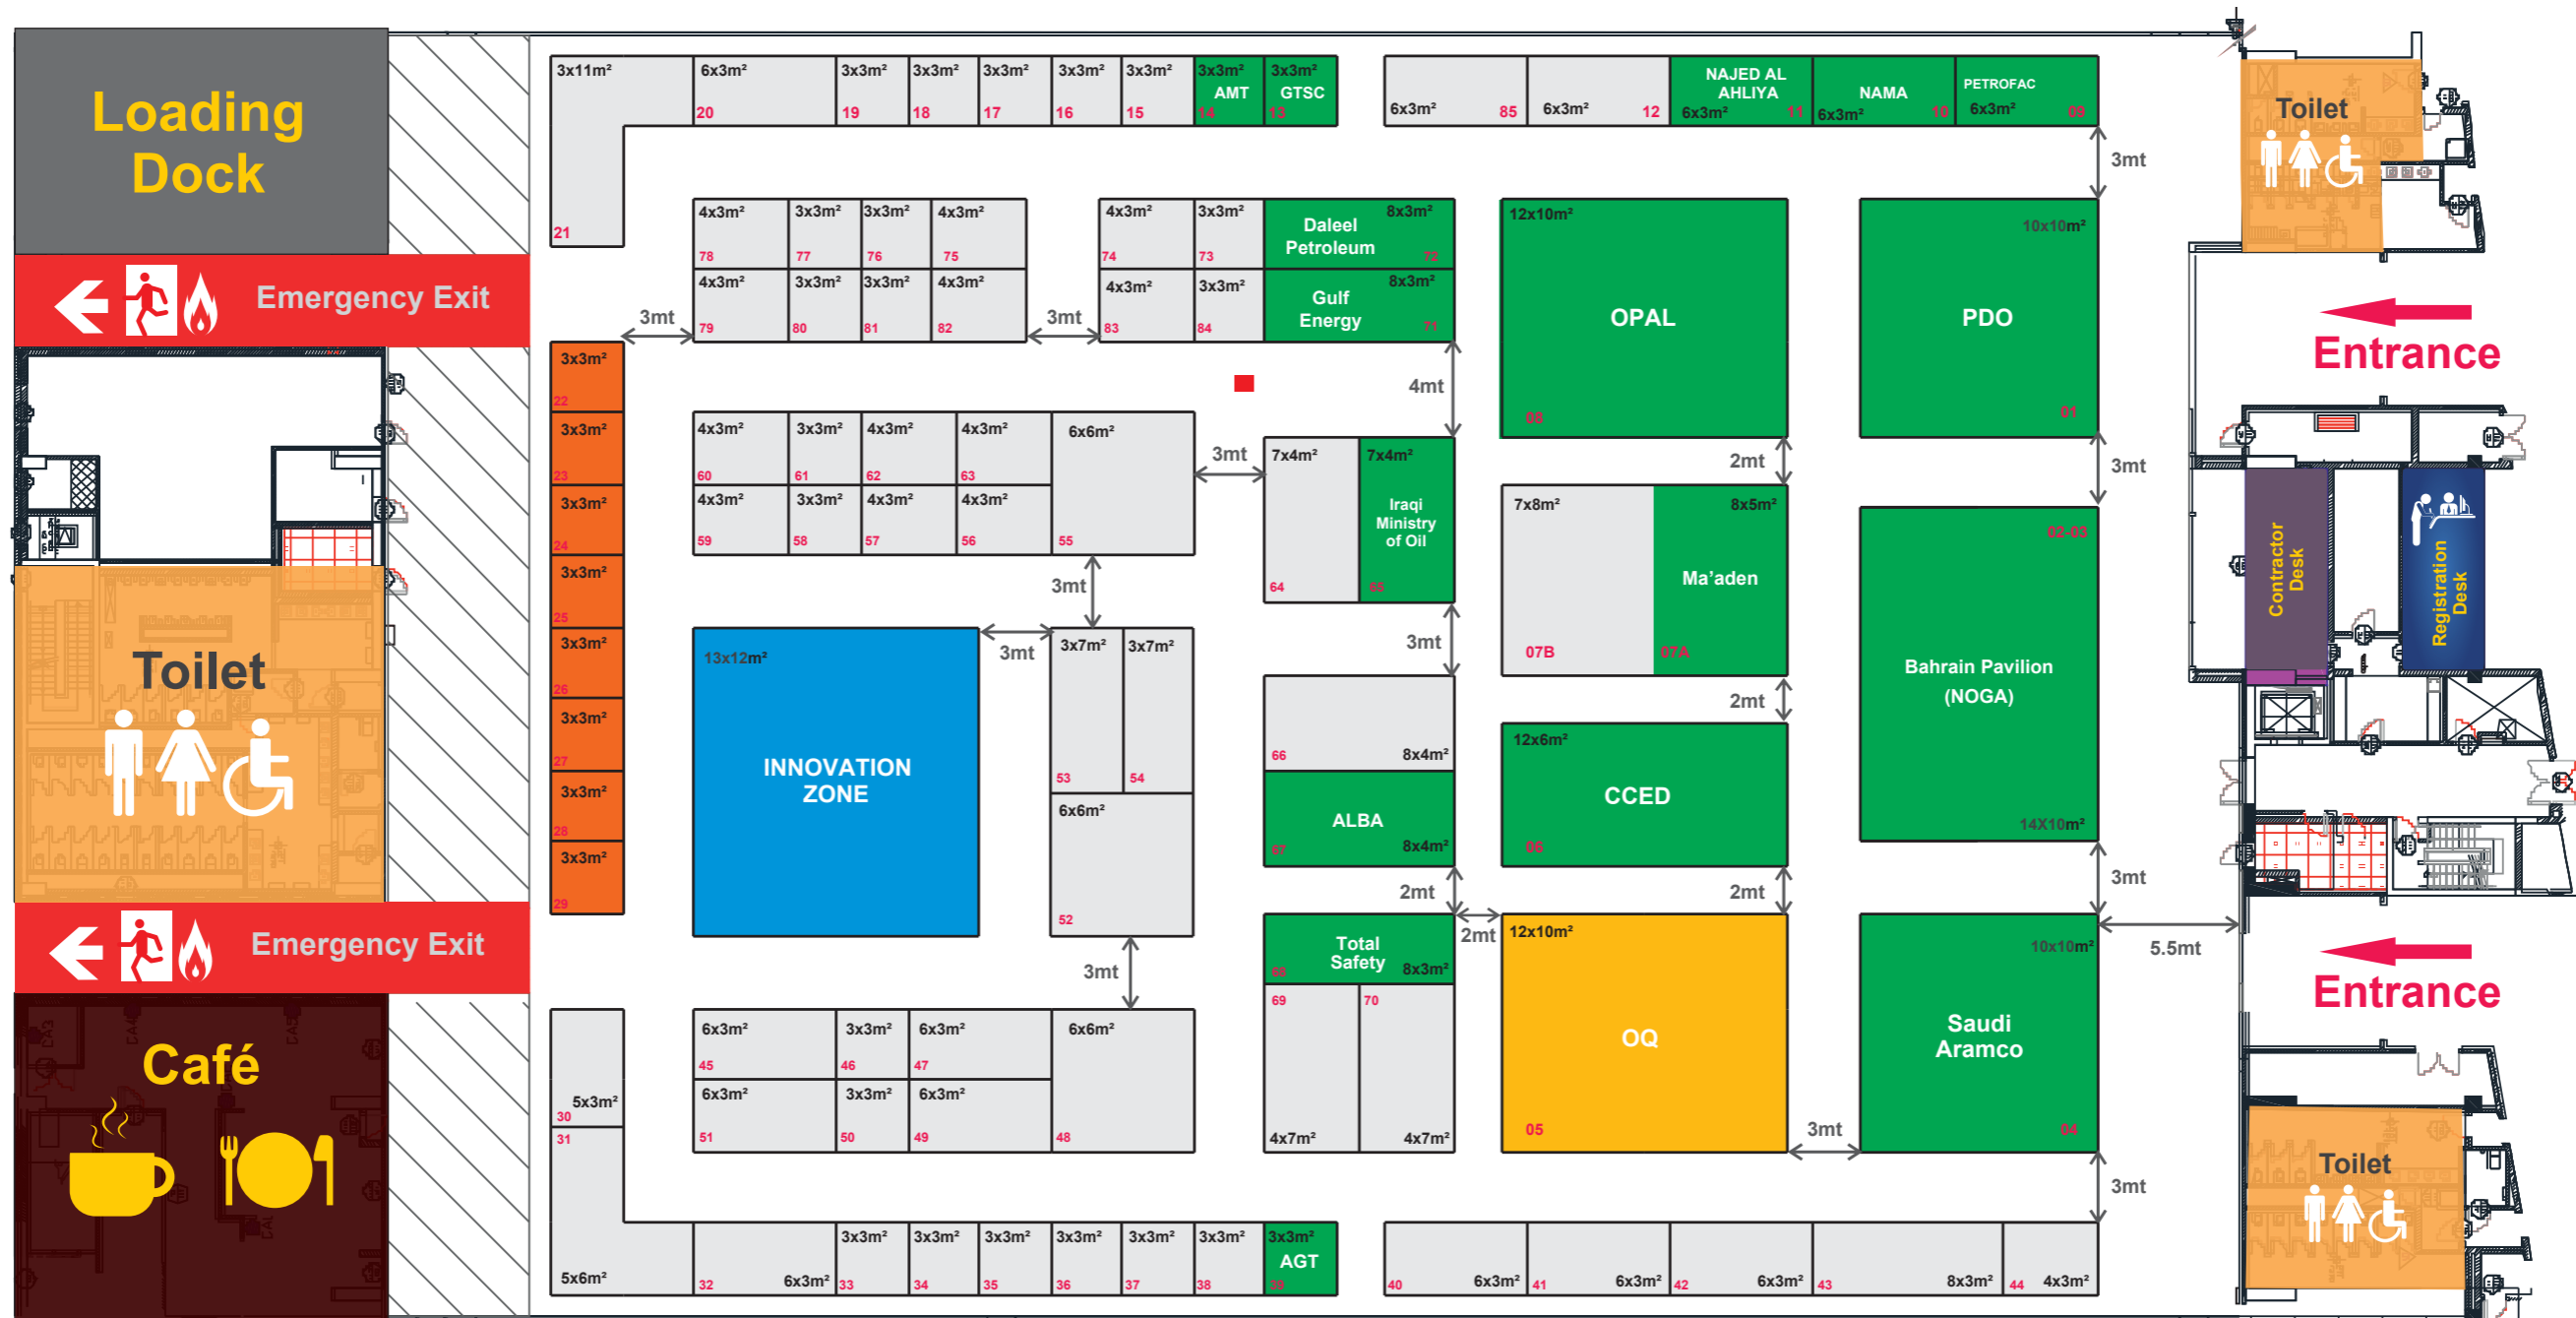 Loading
Dock
Emergency Exit
Toilet
Emergency Exit
Café
3x11m²
21
6x3m²
20
3x3m²
19
3x3m²
18
3x3m²
17
3x3m²
16
3x3m²
15
3x3m²
AMT
14
3x3m²
GTSC
13
6x3m²
85
6x3m²
12
NAJED AL
AHLIYA
6x3m²
11
NAMA
6x3m²
10
PETROFAC
6x3m²
09
3mt
Toilet
4x3m²
78
3x3m²
77
3x3m²
76
4x3m²
75
4x3m²
74
3x3m²
73
Daleel
Petroleum
8x3m²
72
4x3m²
79
3x3m²
80
3x3m²
81
4x3m²
82
4x3m²
83
3x3m²
84
Gulf
Energy
8x3m²
71
3mt
3mt
4mt
12x10m²
OPAL
08
10x10m²
PDO
01
Entrance
3x3m²
22
3x3m²
23
3x3m²
24
3x3m²
25
3x3m²
26
3x3m²
27
3x3m²
28
3x3m²
29
4x3m²
60
3x3m²
61
4x3m²
62
4x3m²
63
6x6m²
55
4x3m²
59
3x3m²
58
4x3m²
57
4x3m²
56
3mt
3mt
7x4m²
64
7x4m²
Iraqi
Ministry
of Oil
65
2mt
3mt
7x8m²
07B
8x5m²
Ma'aden
07A
02-03
Bahrain Pavilion
(NOGA)
14X10m²
Contractor
Desk
Registration
Desk
13x12m²
INNOVATION
ZONE
3mt
3x7m²
53
3x7m²
54
6x6m²
52
3mt
66
8x4m²
ALBA
67
8x4m²
2mt
12x6m²
CCED
06
2mt
2mt
2mt
3mt
5.5mt
3mt
Total
Safety
68
8x3m²
69
4x7m²
70
4x7m²
12x10m²
OQ
05
10x10m²
Saudi
Aramco
04
Entrance
3mt
3mt
Toilet
5x3m²
30
31
5x6m²
6x3m²
45
3x3m²
46
6x3m²
47
6x6m²
48
6x3m²
51
3x3m²
50
6x3m²
49
32
6x3m²
3x3m²
33
3x3m²
34
3x3m²
35
3x3m²
36
3x3m²
37
3x3m²
38
3x3m²
AGT
39
40
6x3m²
41
6x3m²
42
6x3m²
43
8x3m²
44
4x3m²